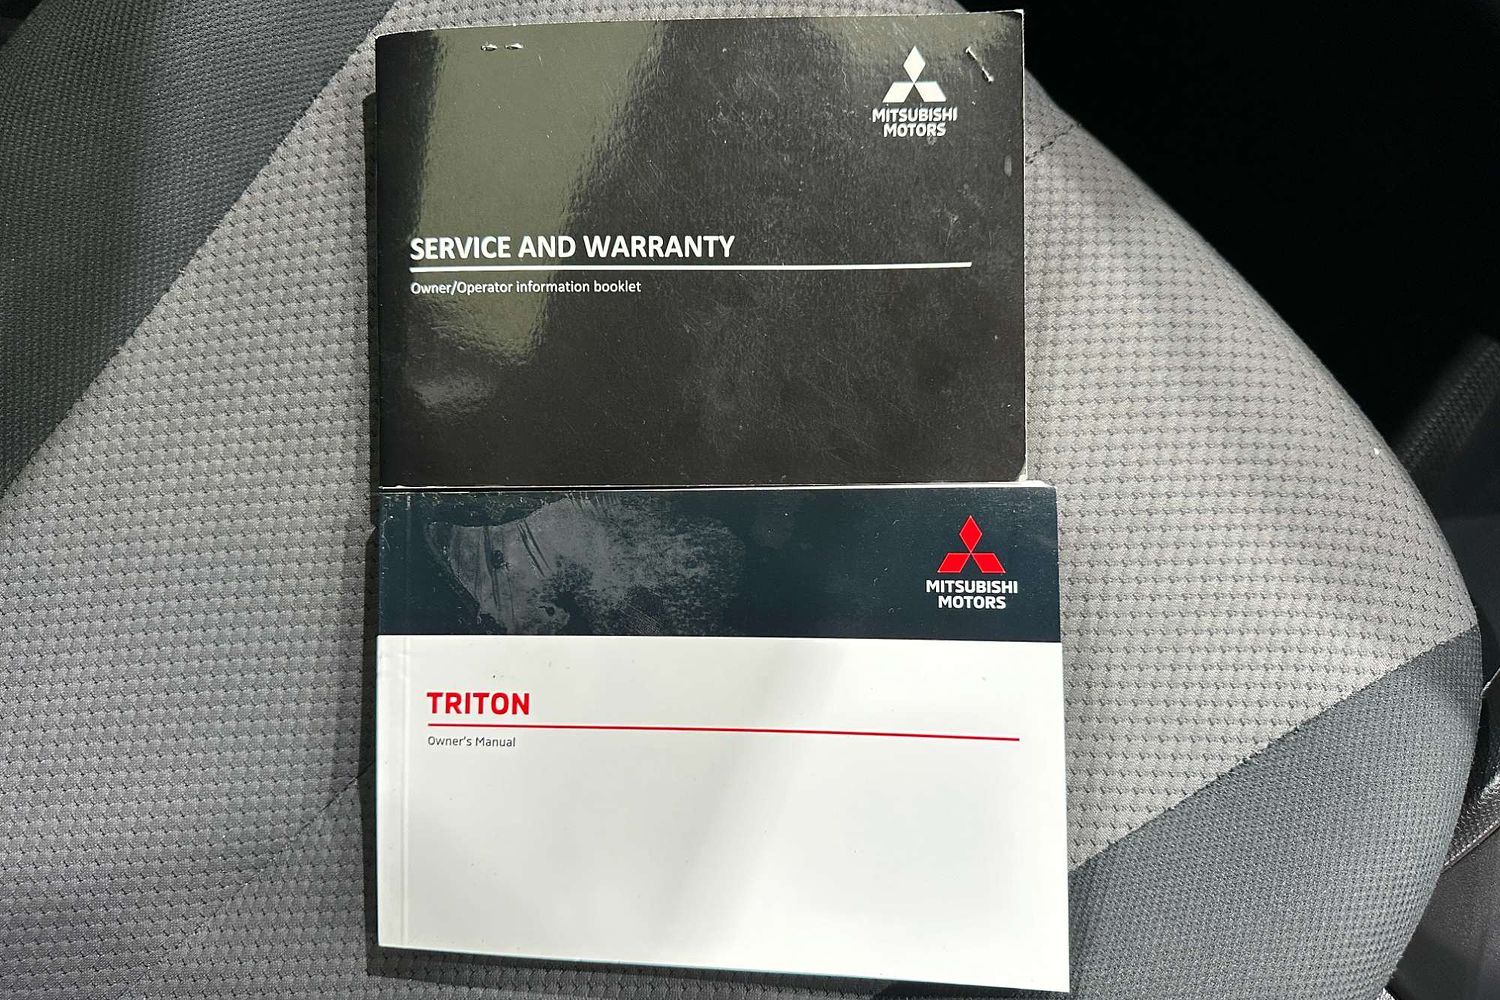 MITSUBISHI
MOTORS
SERVICE AND WARRANTY
Owner/Operator information booklet
MITSUBISHI
MOTORS
TRITON
Owner's Manual